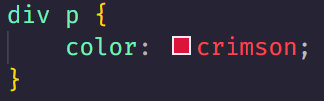 div p {
    color: crimson;
}